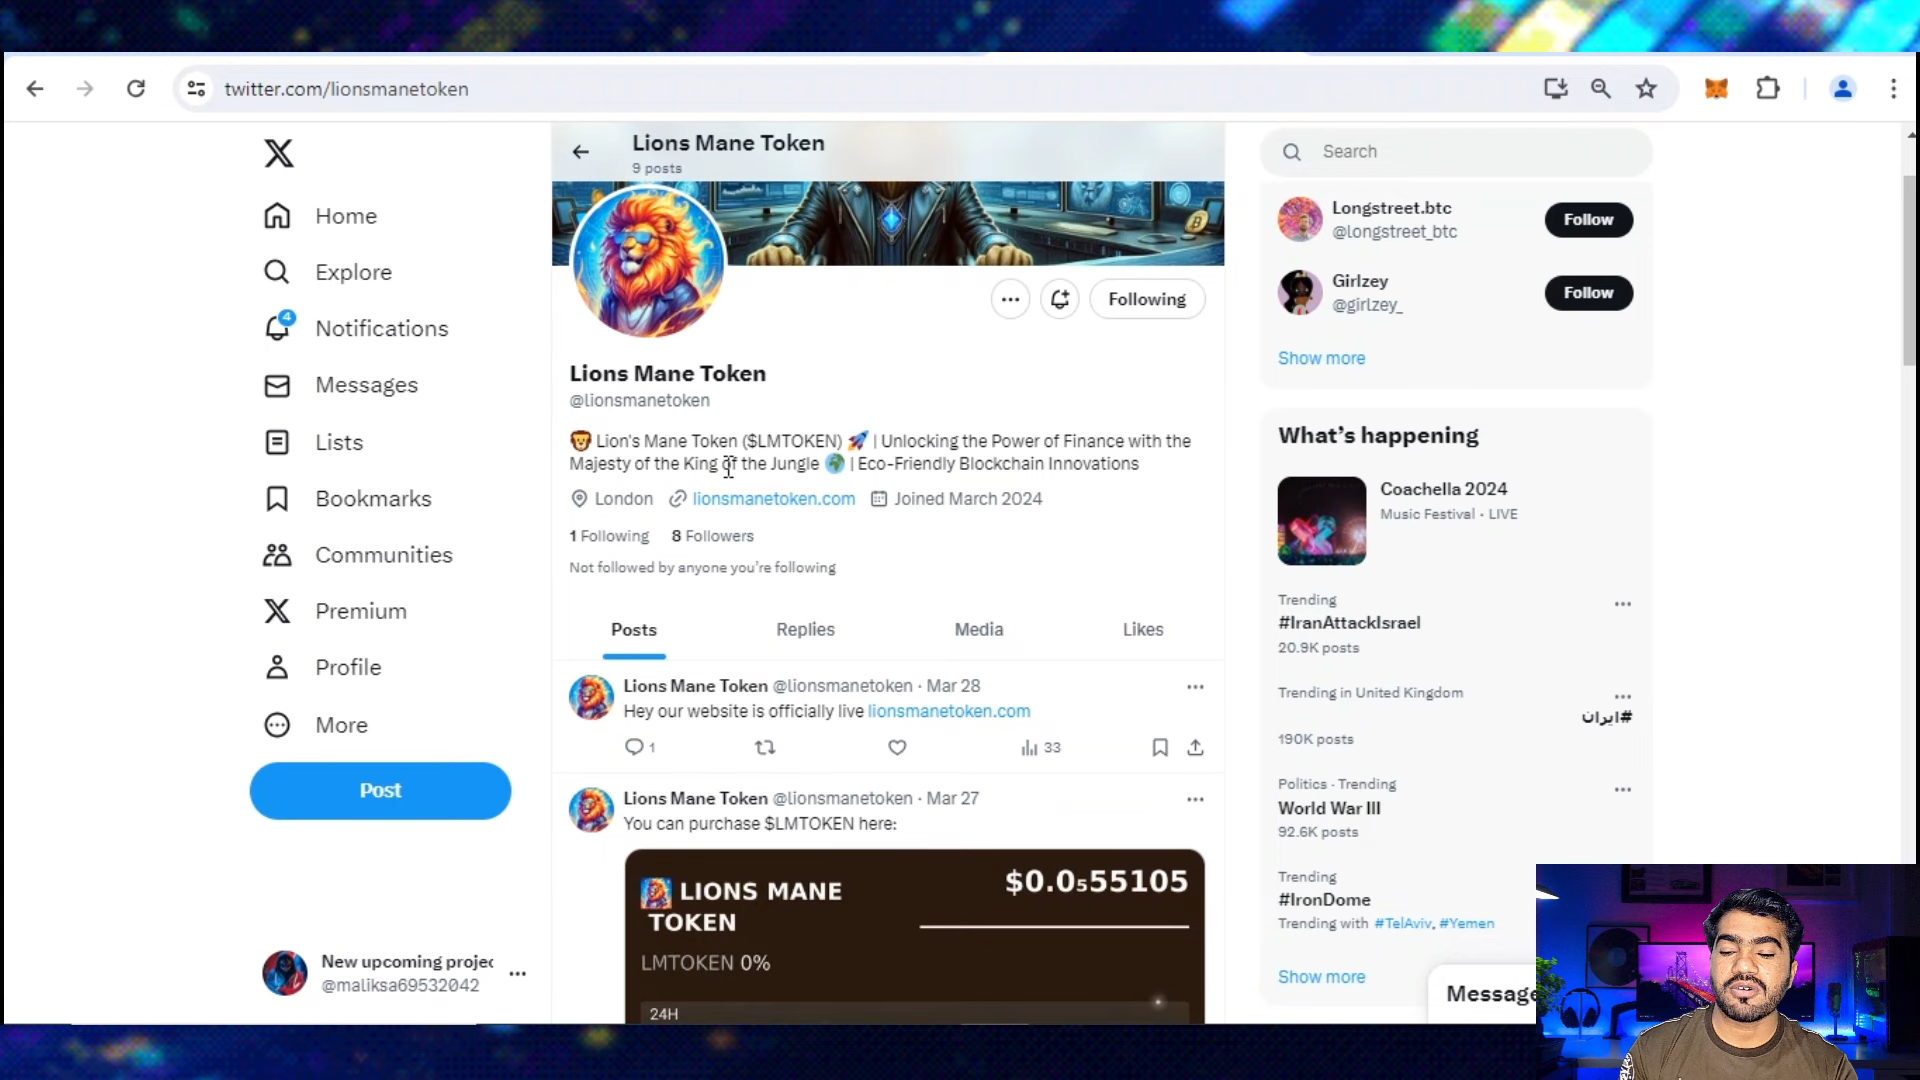 twitter.com/lionsmanetoken
Home
Explore
4
Notifications
Messages
Lists
Bookmarks
Communities
Premium
Profile
More
Post
New upcoming projec
@maliksa69532042
Lions Mane Token
9 posts
Following
Lions Mane Token
@lionsmanetoken
🦁 Lion's Mane Token ($LMTOKEN) 🚀 | Unlocking the Power of Finance with the
Majesty of the King of the Jungle 🌍 | Eco-Friendly Blockchain Innovations
London lionsmanetoken.com Joined March 2024
1 Following 8 Followers
Not followed by anyone you're following
Posts Replies Media Likes
Lions Mane Token @lionsmanetoken · Mar 28
Hey our website is officially live lionsmanetoken.com
1 33
Lions Mane Token @lionsmanetoken · Mar 27
You can purchase $LMTOKEN here:
LIONS MANE
TOKEN
$0.0₅55105
LMTOKEN 0%
24H
Search
Longstreet.btc
@longstreet_btc
Follow
Girlzey
@girlzey_
Follow
Show more
What's happening
Coachella 2024
Music Festival · LIVE
Trending
#IranAttackIsrael
20.9K posts
Trending in United Kingdom
#ایران
190K posts
Politics · Trending
World War III
92.6K posts
Trending
#IronDome
Trending with #TelAviv, #Yemen
Show more
Message